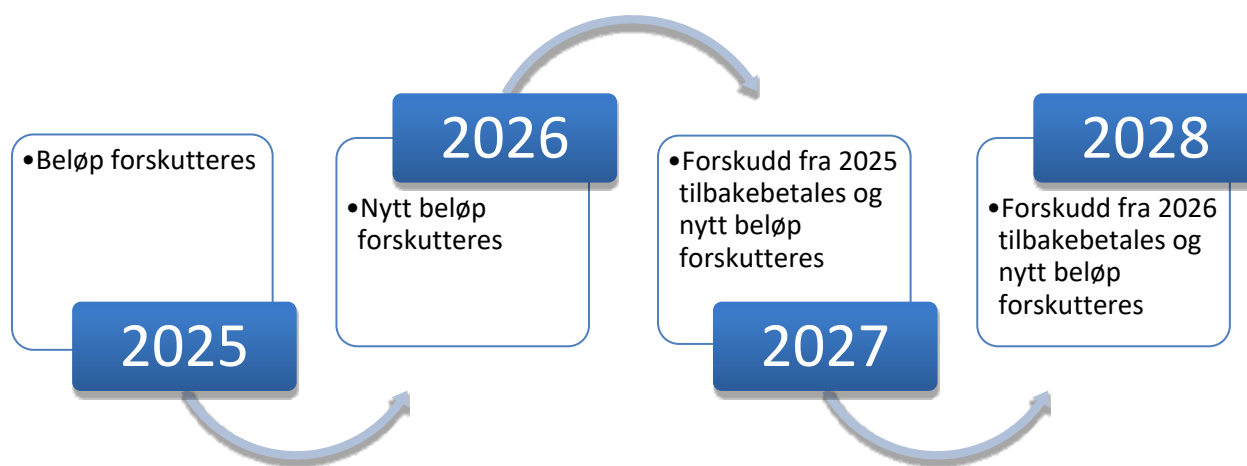 •Beløp forskutteres
2025
2026
•Nytt beløp
forskutteres
•Forskudd fra 2025
tilbakebetales og
nytt beløp
forskutteres
2027
2028
•Forskudd fra 2026
tilbakebetales og
nytt beløp
forskutteres